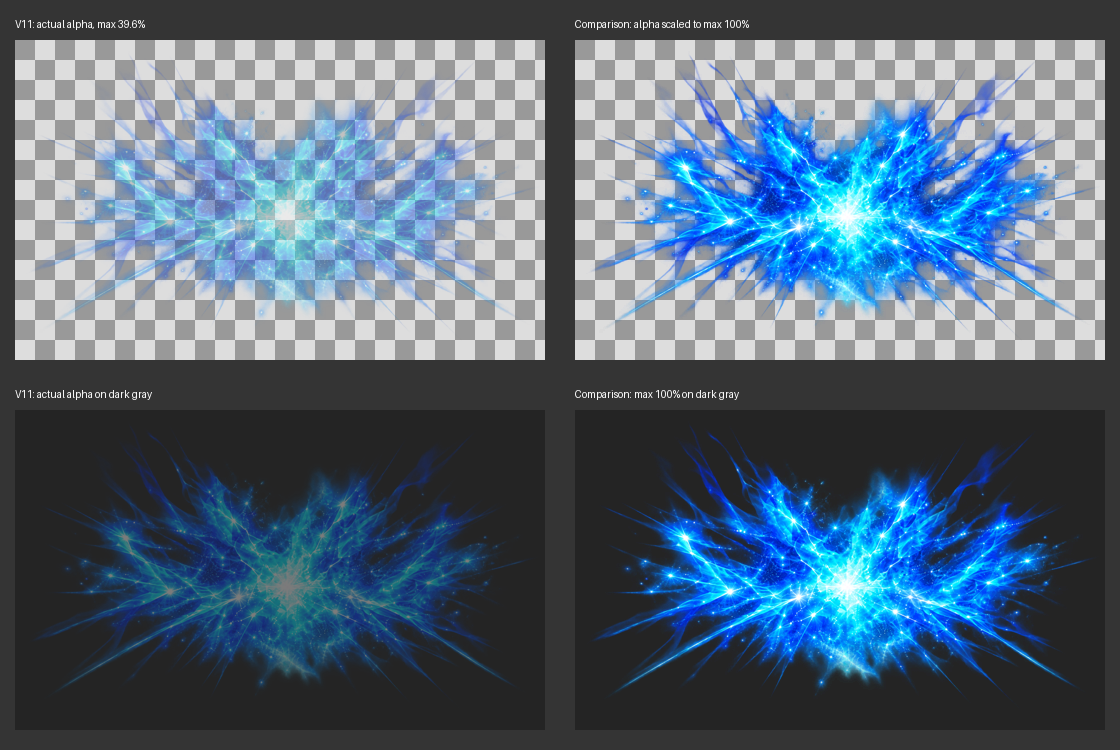 V11: actual alpha, max 39.6%
Comparison: alpha scaled to max 100%
V11: actual alpha on dark gray
Comparison: max 100% on dark gray